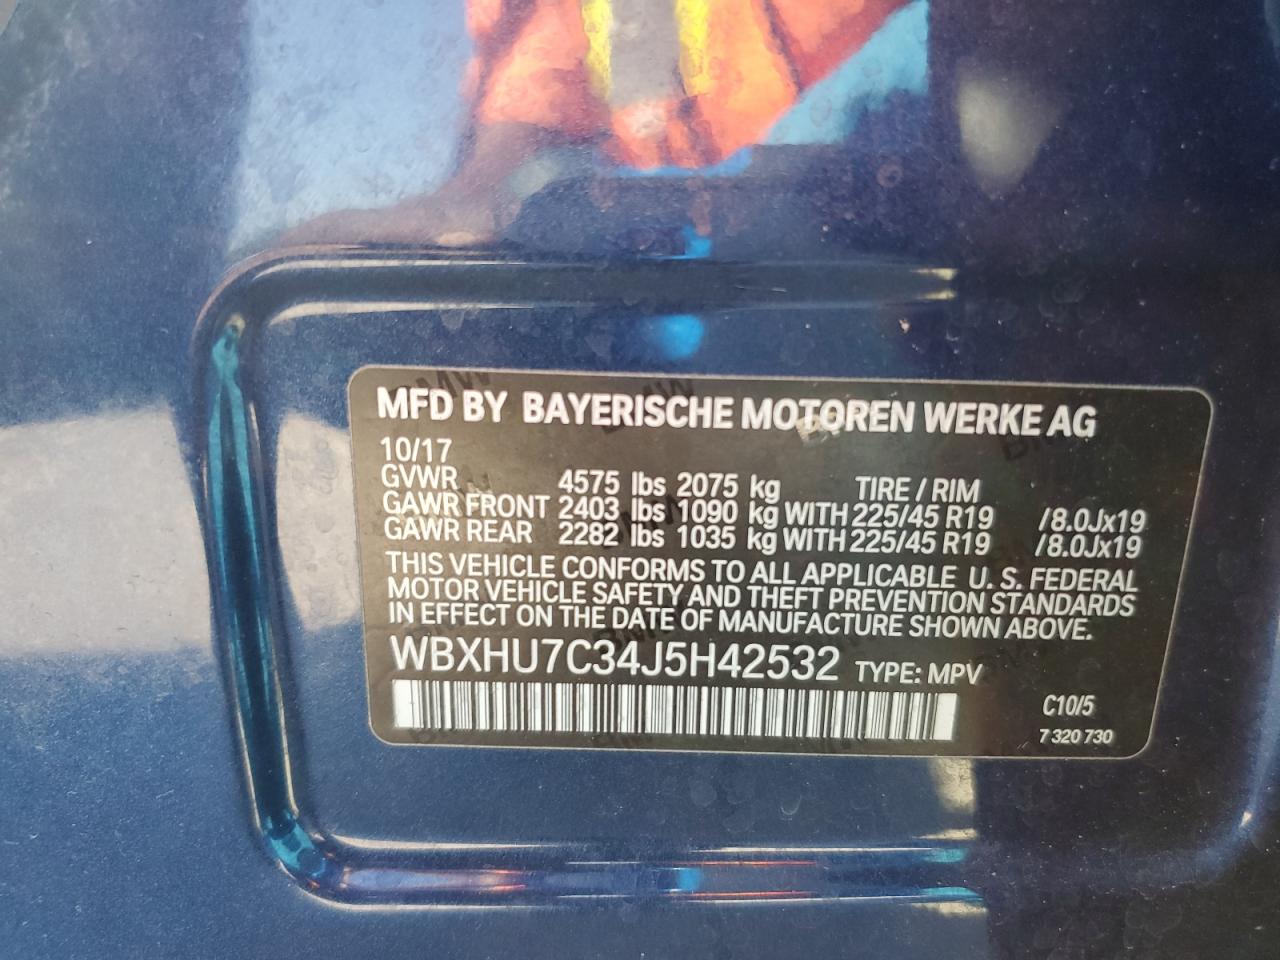 MFD BY BAYERISCHE MOTOREN WERKE AG
10/17
GVWR 4575 lbs 2075 kg TIRE / RIM
GAWR FRONT 2403 lbs 1090 kg WITH 225/45 R19 /8.0Jx19
GAWR REAR 2282 lbs 1035 kg WITH 225/45 R19 /8.0Jx19
THIS VEHICLE CONFORMS TO ALL APPLICABLE U. S. FEDERAL
MOTOR VEHICLE SAFETY AND THEFT PREVENTION STANDARDS
IN EFFECT ON THE DATE OF MANUFACTURE SHOWN ABOVE.
WBXHU7C34J5H42532 TYPE: MPV
C10/5
7 320 730